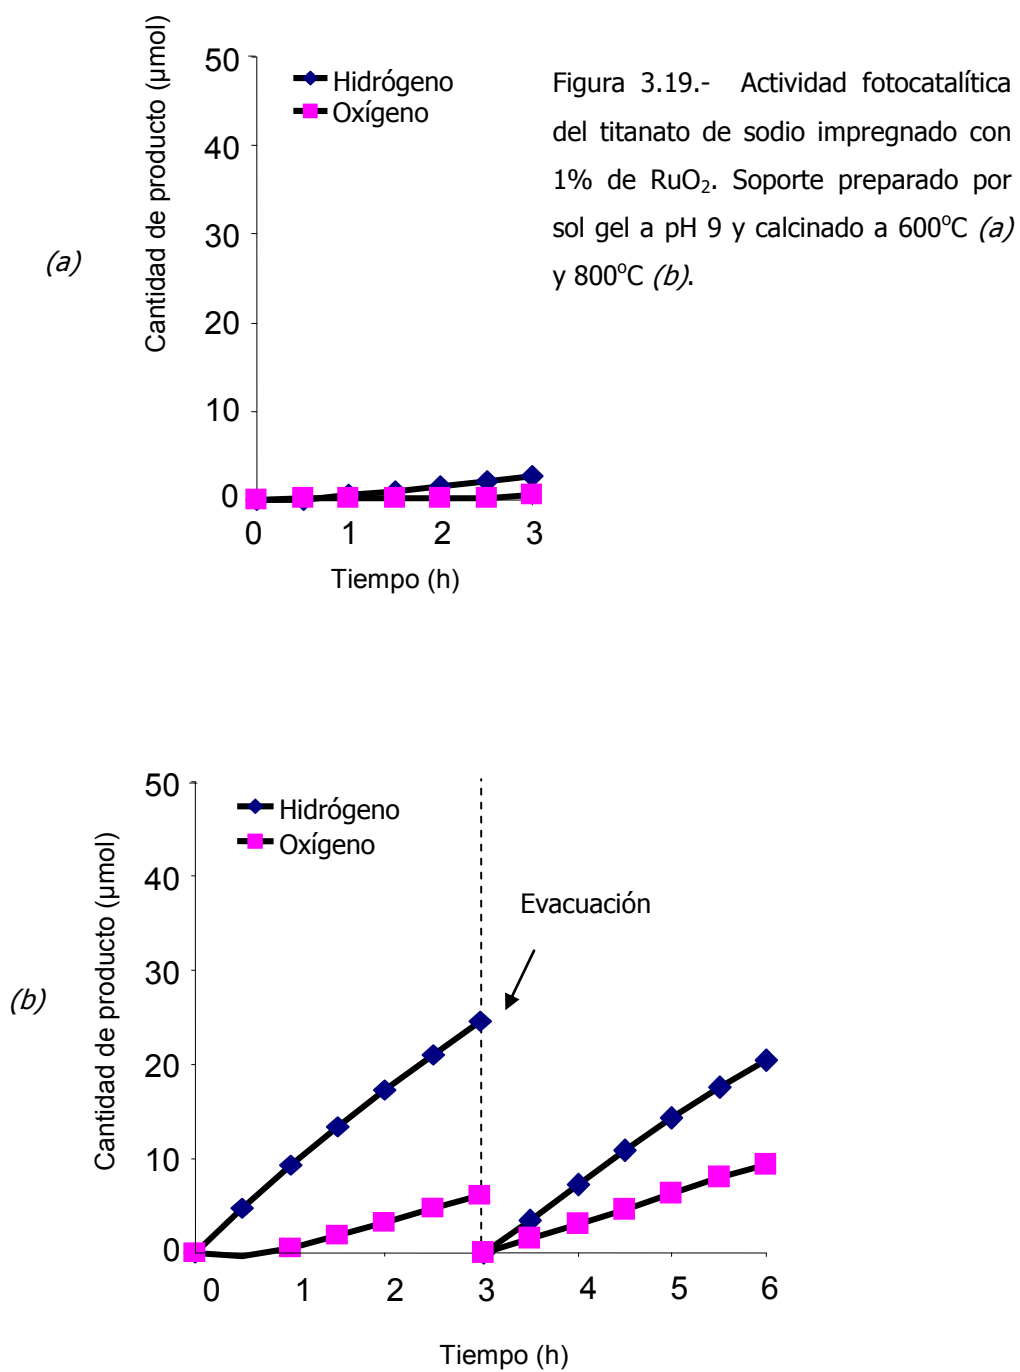 50
40
30
20
10
0
Cantidad de producto (μmol)
Hidrógeno
Oxígeno
0 1 2 3
Tiempo (h)
(a)
Figura 3.19.- Actividad fotocatalítica
del titanato de sodio impregnado con
1% de RuO₂. Soporte preparado por
sol gel a pH 9 y calcinado a 600°C (a)
y 800°C (b).
50
40
30
20
10
0
Cantidad de producto (μmol)
Hidrógeno
Oxígeno
Evacuación
(b)
0 1 2 3 4 5 6
Tiempo (h)